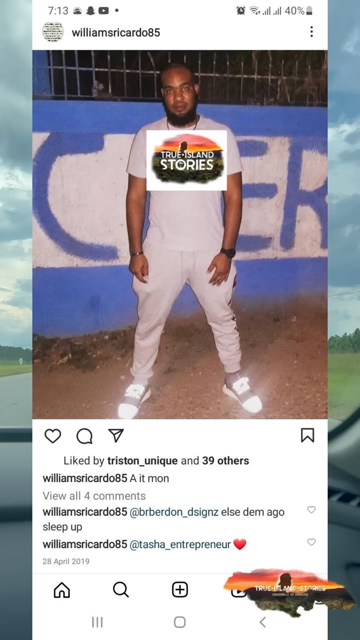 7:13
40%
williamsricardo85
TRUE-ISLAND
STORIES
Liked by triston_unique and 39 others
williamsricardo85 A it mon
View all 4 comments
williamsricardo85 @brberdon_dsignz else dem ago
sleep up
williamsricardo85 @tasha_entrepreneur ❤️
28 April 2019
TRUE-ISLAND-STORIES